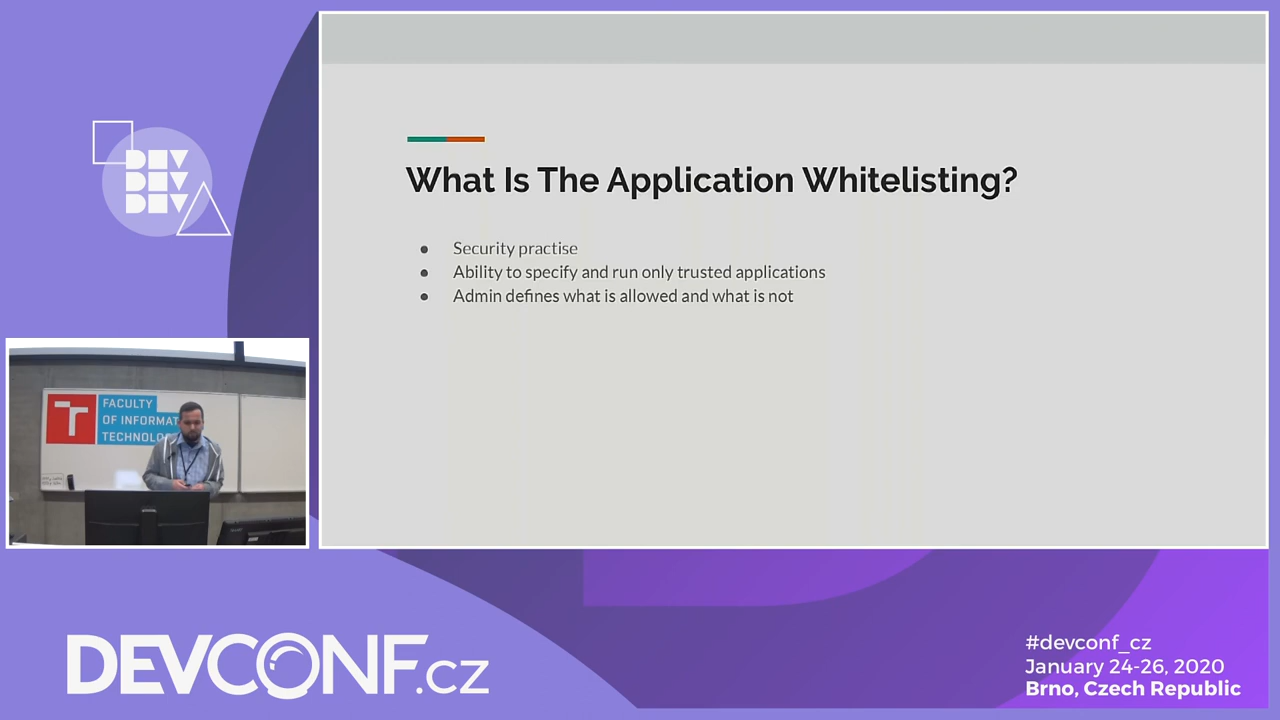 DEV
DEV
DEV
What Is The Application Whitelisting?
● Security practise
● Ability to specify and run only trusted applications
● Admin defines what is allowed and what is not
FACULTY
OF INFORMAT
TECHNOLO
DEVCONF.cz
#devconf_cz
January 24-26, 2020
Brno, Czech Republic